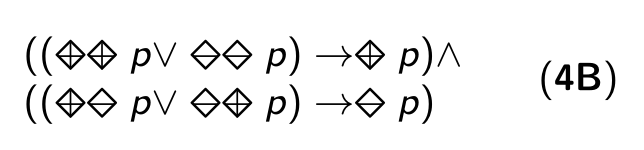 ((⟴⟴ p∨ ⟠⟠ p) →⟴ p)∧
((⟴⟠ p∨ ⟠⟴ p) →⟠ p) (4B)